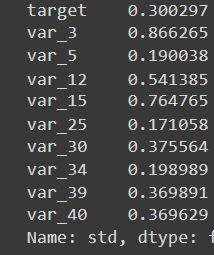 target 0.300297
var_3 0.866265
var_5 0.190038
var_12 0.541385
var_15 0.764765
var_25 0.171058
var_30 0.375564
var_34 0.198989
var_39 0.369891
var_40 0.369629
Name: std, dtype: f